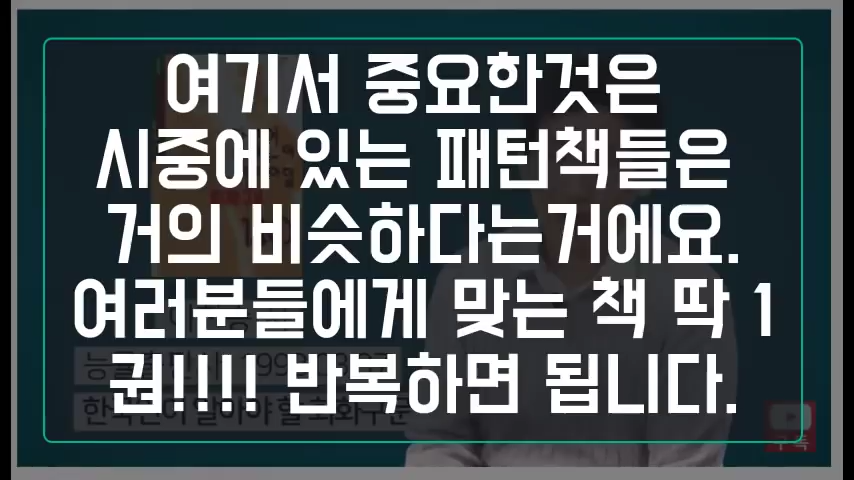 여기서 중요한것은
시중에 있는 패턴책들은
거의 비슷하다는거에요.
여러분들에게 맞는 책 딱 1
권!!!! 반복하면 됩니다.
구독